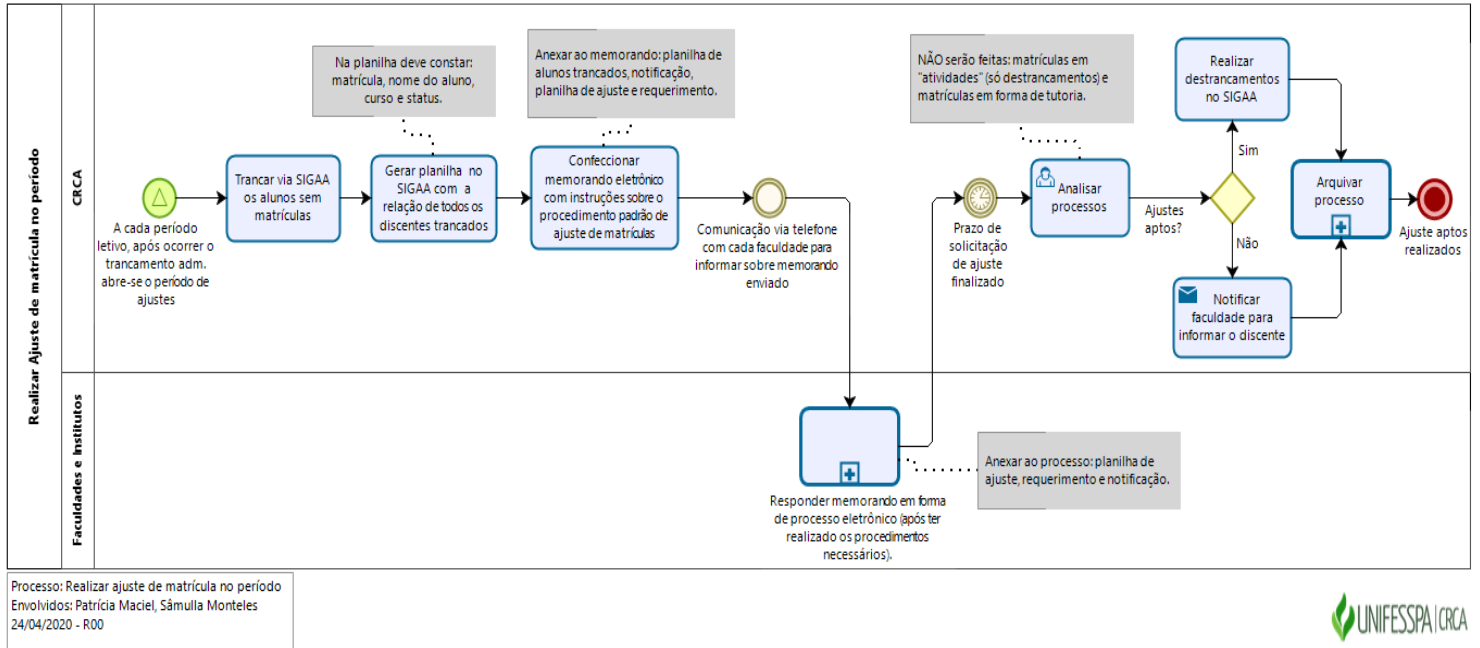 Realizar Ajuste de matrícula no período
CRCA
A cada período
letivo, após ocorrer o
trancamento adm.
abre-se o período de
ajustes
Trancar via SIGAA
os alunos sem
matrículas
Na planilha deve constar:
matrícula, nome do aluno,
curso e status.
Gerar planilha no
SIGAA com a
relação de todos os
discentes trancados
Anexar ao memorando: planilha de
alunos trancados, notificação,
planilha de ajuste e requerimento.
Confeccionar
memorando eletrônico
com instruções sobre o
procedimento padrão de
ajuste de matrículas
Comunicação via telefone
com cada faculdade para
informar sobre memorando
enviado
Prazo de
solicitação
de ajuste
finalizado
NÃO serão feitas: matrículas em
"atividades" (só destrancamentos) e
matrículas em forma de tutoria.
Analisar
processos
Ajustes
aptos?
Sim
Realizar
destrancamentos
no SIGAA
Não
Notificar
faculdade para
informar o discente
Arquivar
processo
Ajuste aptos
realizados
Faculdades e Institutos
Responder memorando em forma
de processo eletrônico (após ter
realizado os procedimentos
necessários).
Anexar ao processo: planilha de
ajuste, requerimento e notificação.
Processo: Realizar ajuste de matrícula no período
Envolvidos: Patrícia Maciel, Sâmulla Monteles
24/04/2020 - R00
UNIFESSPA | CRCA